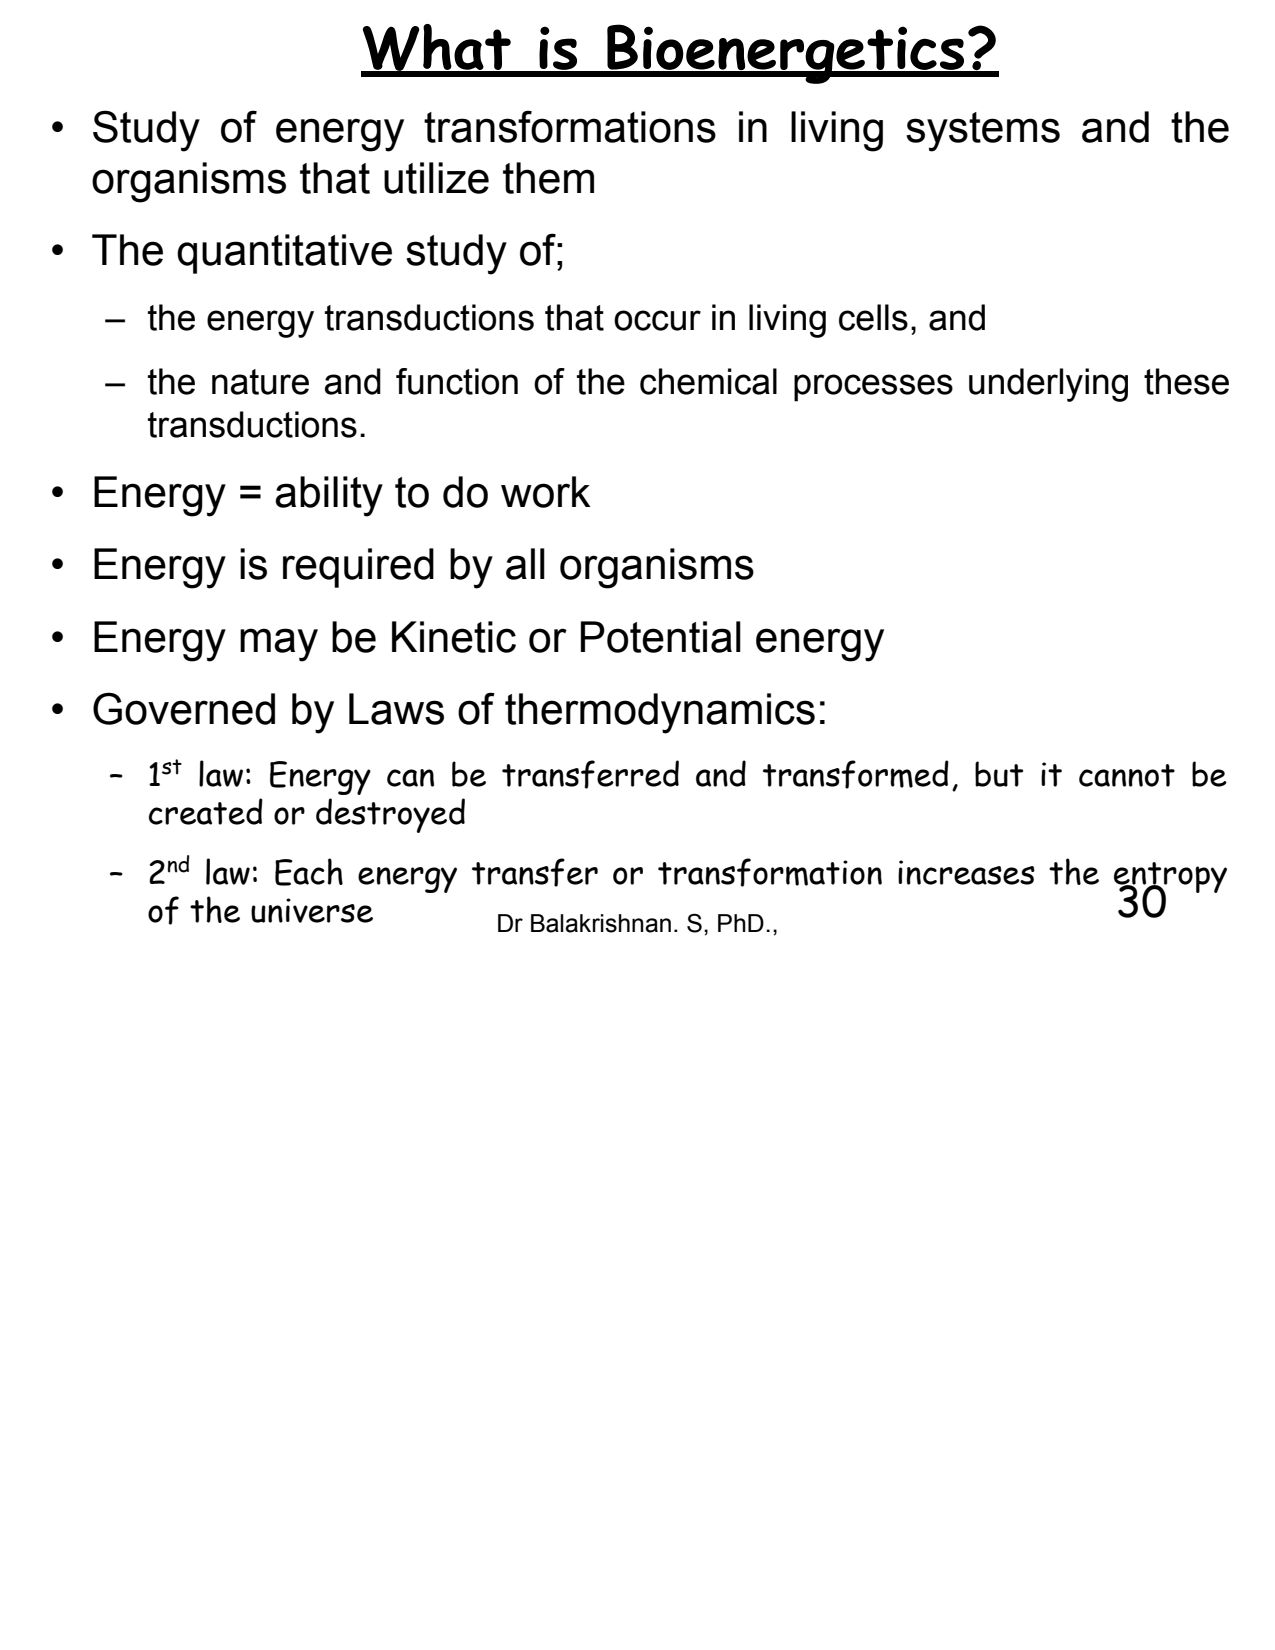 What is Bioenergetics?
• Study of energy transformations in living systems and the
organisms that utilize them
• The quantitative study of;
– the energy transductions that occur in living cells, and
– the nature and function of the chemical processes underlying these
transductions.
• Energy = ability to do work
• Energy is required by all organisms
• Energy may be Kinetic or Potential energy
• Governed by Laws of thermodynamics:
– 1st law: Energy can be transferred and transformed, but it cannot be
created or destroyed
– 2nd law: Each energy transfer or transformation increases the entropy
of the universe
Dr Balakrishnan. S, PhD.,
30